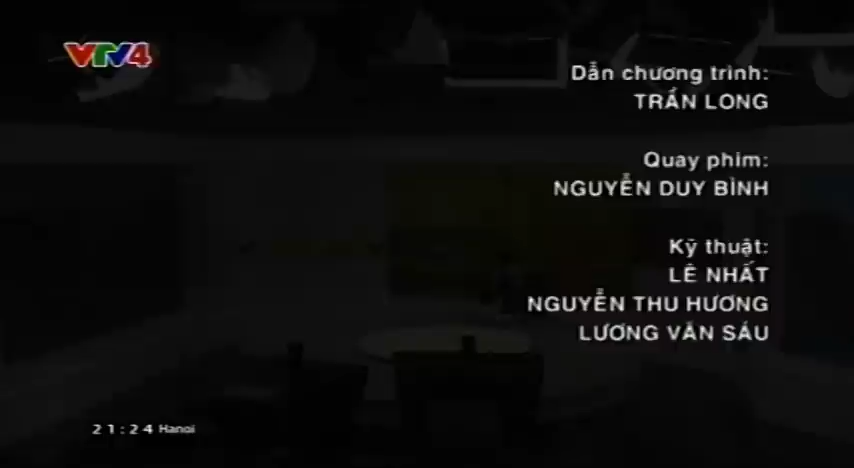 VTV4
Dẫn chương trình:
TRẦN LONG
Quay phim:
NGUYỄN DUY BÌNH
Kỹ thuật:
LÊ NHẤT
NGUYỄN THU HƯƠNG
LƯƠNG VĂN SÁU
21:24 Hanoi